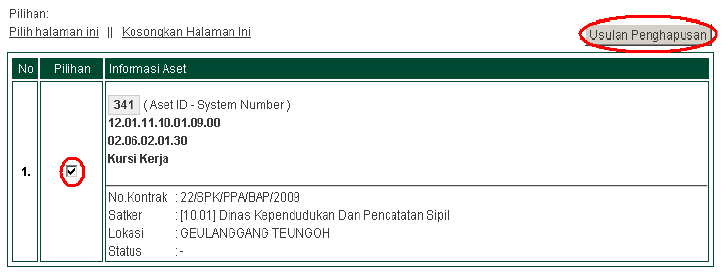 Pilihan:
Pilih halaman ini || Kosongkan Halaman Ini
Usulan Penghapusan
No Pilihan Informasi Aset
1.
341 ( Aset ID - System Number )
12.01.11.10.01.09.00
02.06.02.01.30
Kursi Kerja
No.Kontrak : 22/SPK/PPA/BAP/2009
Satker : [10.01] Dinas Kependudukan Dan Pencatatan Sipil
Lokasi : GEULANGGANG TEUNGOH
Status : -